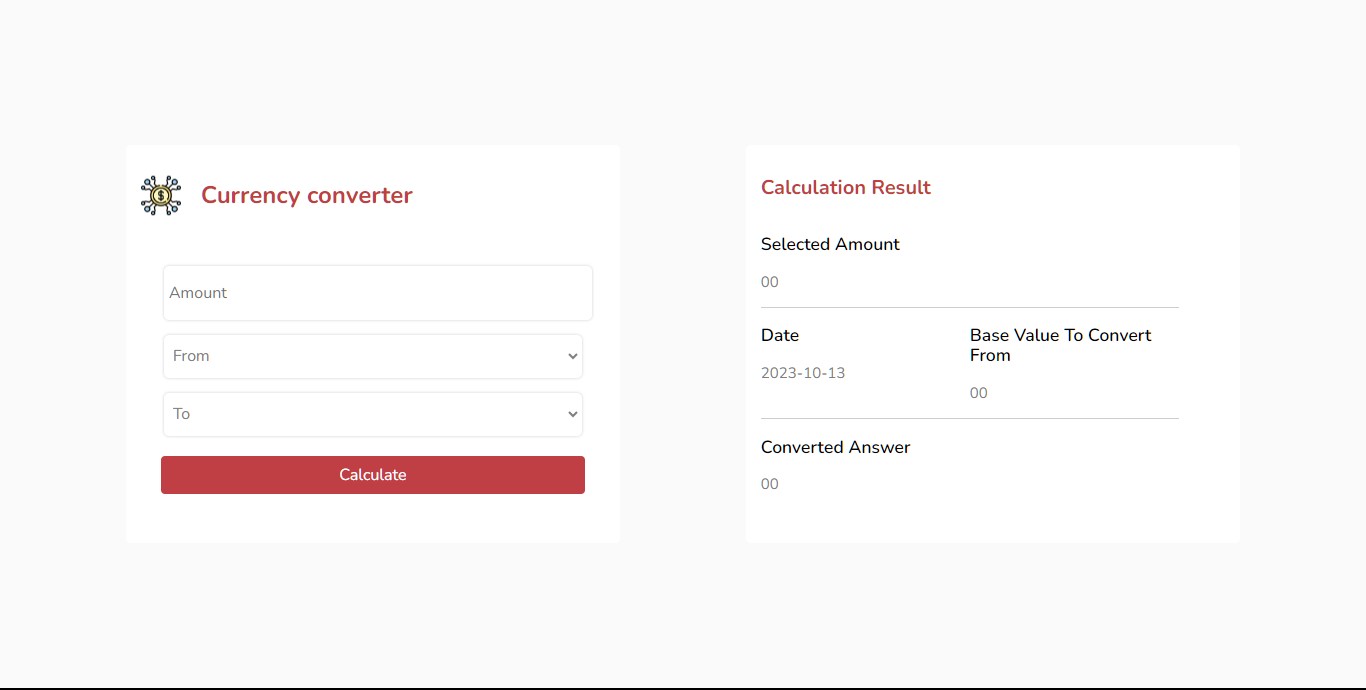 Currency converter
Amount
From
To
Calculate
Calculation Result
Selected Amount
00
Date
2023-10-13
Base Value To Convert
From
00
Converted Answer
00